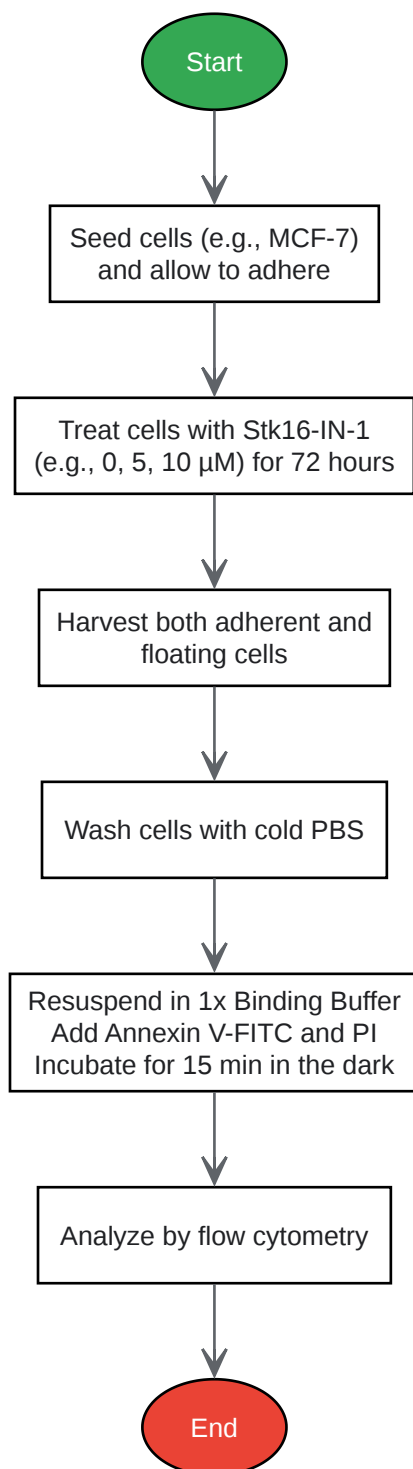 Start
Seed cells (e.g., MCF-7)
and allow to adhere
Treat cells with Stk16-IN-1
(e.g., 0, 5, 10 µM) for 72 hours
Harvest both adherent and
floating cells
Wash cells with cold PBS
Resuspend in 1x Binding Buffer
Add Annexin V-FITC and PI
Incubate for 15 min in the dark
Analyze by flow cytometry
End